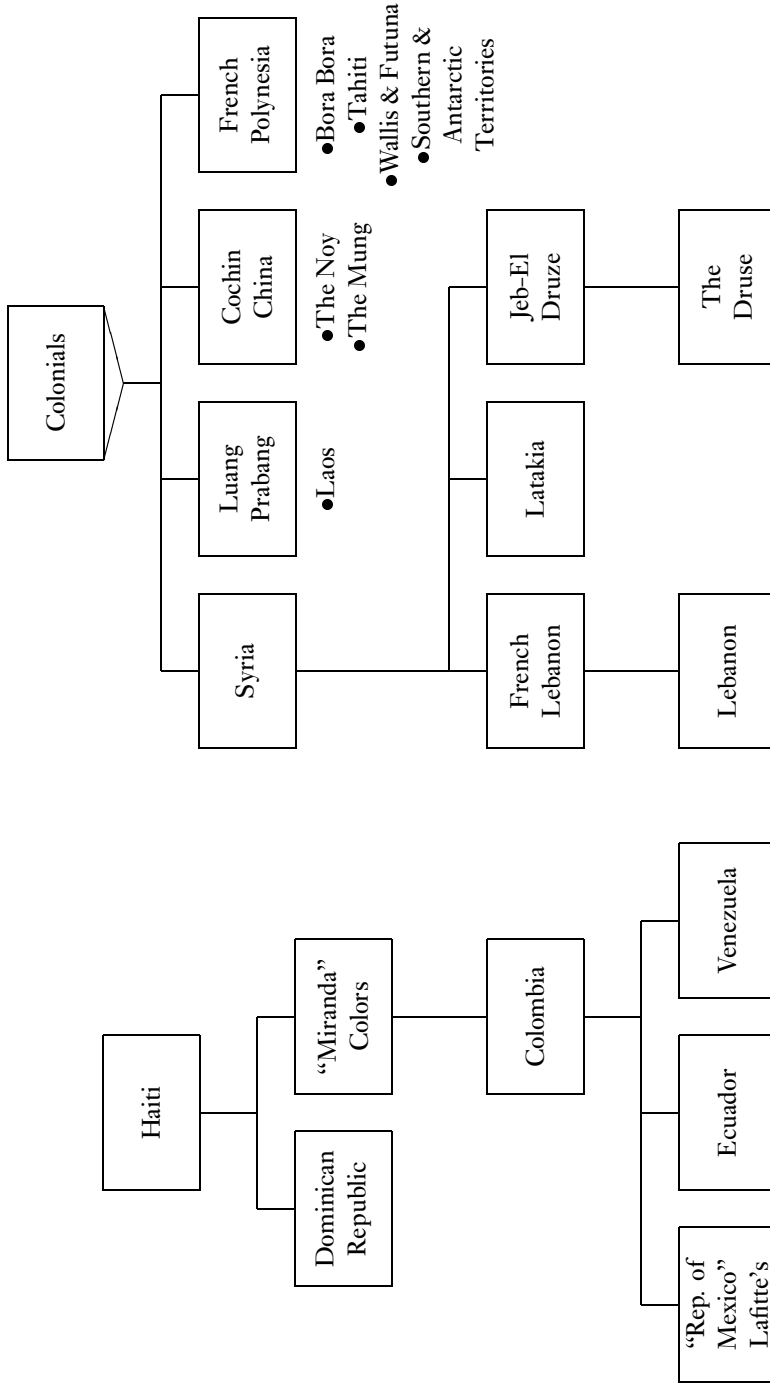 Colonials
Syria
Luang
Prabang
•Laos
Cochin
China
•The Noy
•The Mung
French
Polynesia
•Bora Bora
•Tahiti
•Wallis & Futuna
•Southern &
Antarctic
Territories
French
Lebanon
Latakia
Jeb-El
Druze
Lebanon
The
Druse
Haiti
Dominican
Republic
“Miranda”
Colors
Colombia
“Rep. of
Mexico”
Lafitte’s
Ecuador
Venezuela